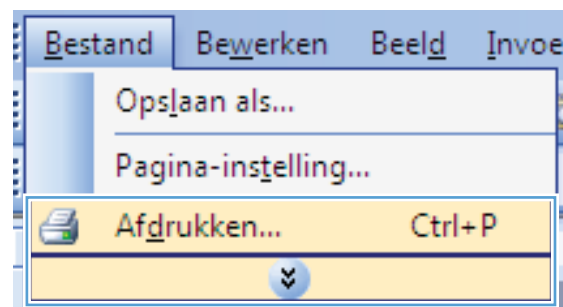 Bestand Bewerken Beeld Invoe
Opslaan als...
Pagina-instelling...
Afdrukken... Ctrl+P